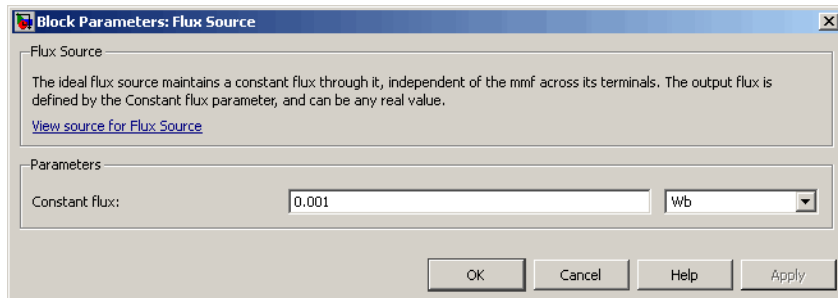 Block Parameters: Flux Source
Flux Source
The ideal flux source maintains a constant flux through it, independent of the mmf across its terminals. The output flux is
defined by the Constant flux parameter, and can be any real value.
View source for Flux Source
Parameters
Constant flux: 0.001 Wb
OK Cancel Help Apply